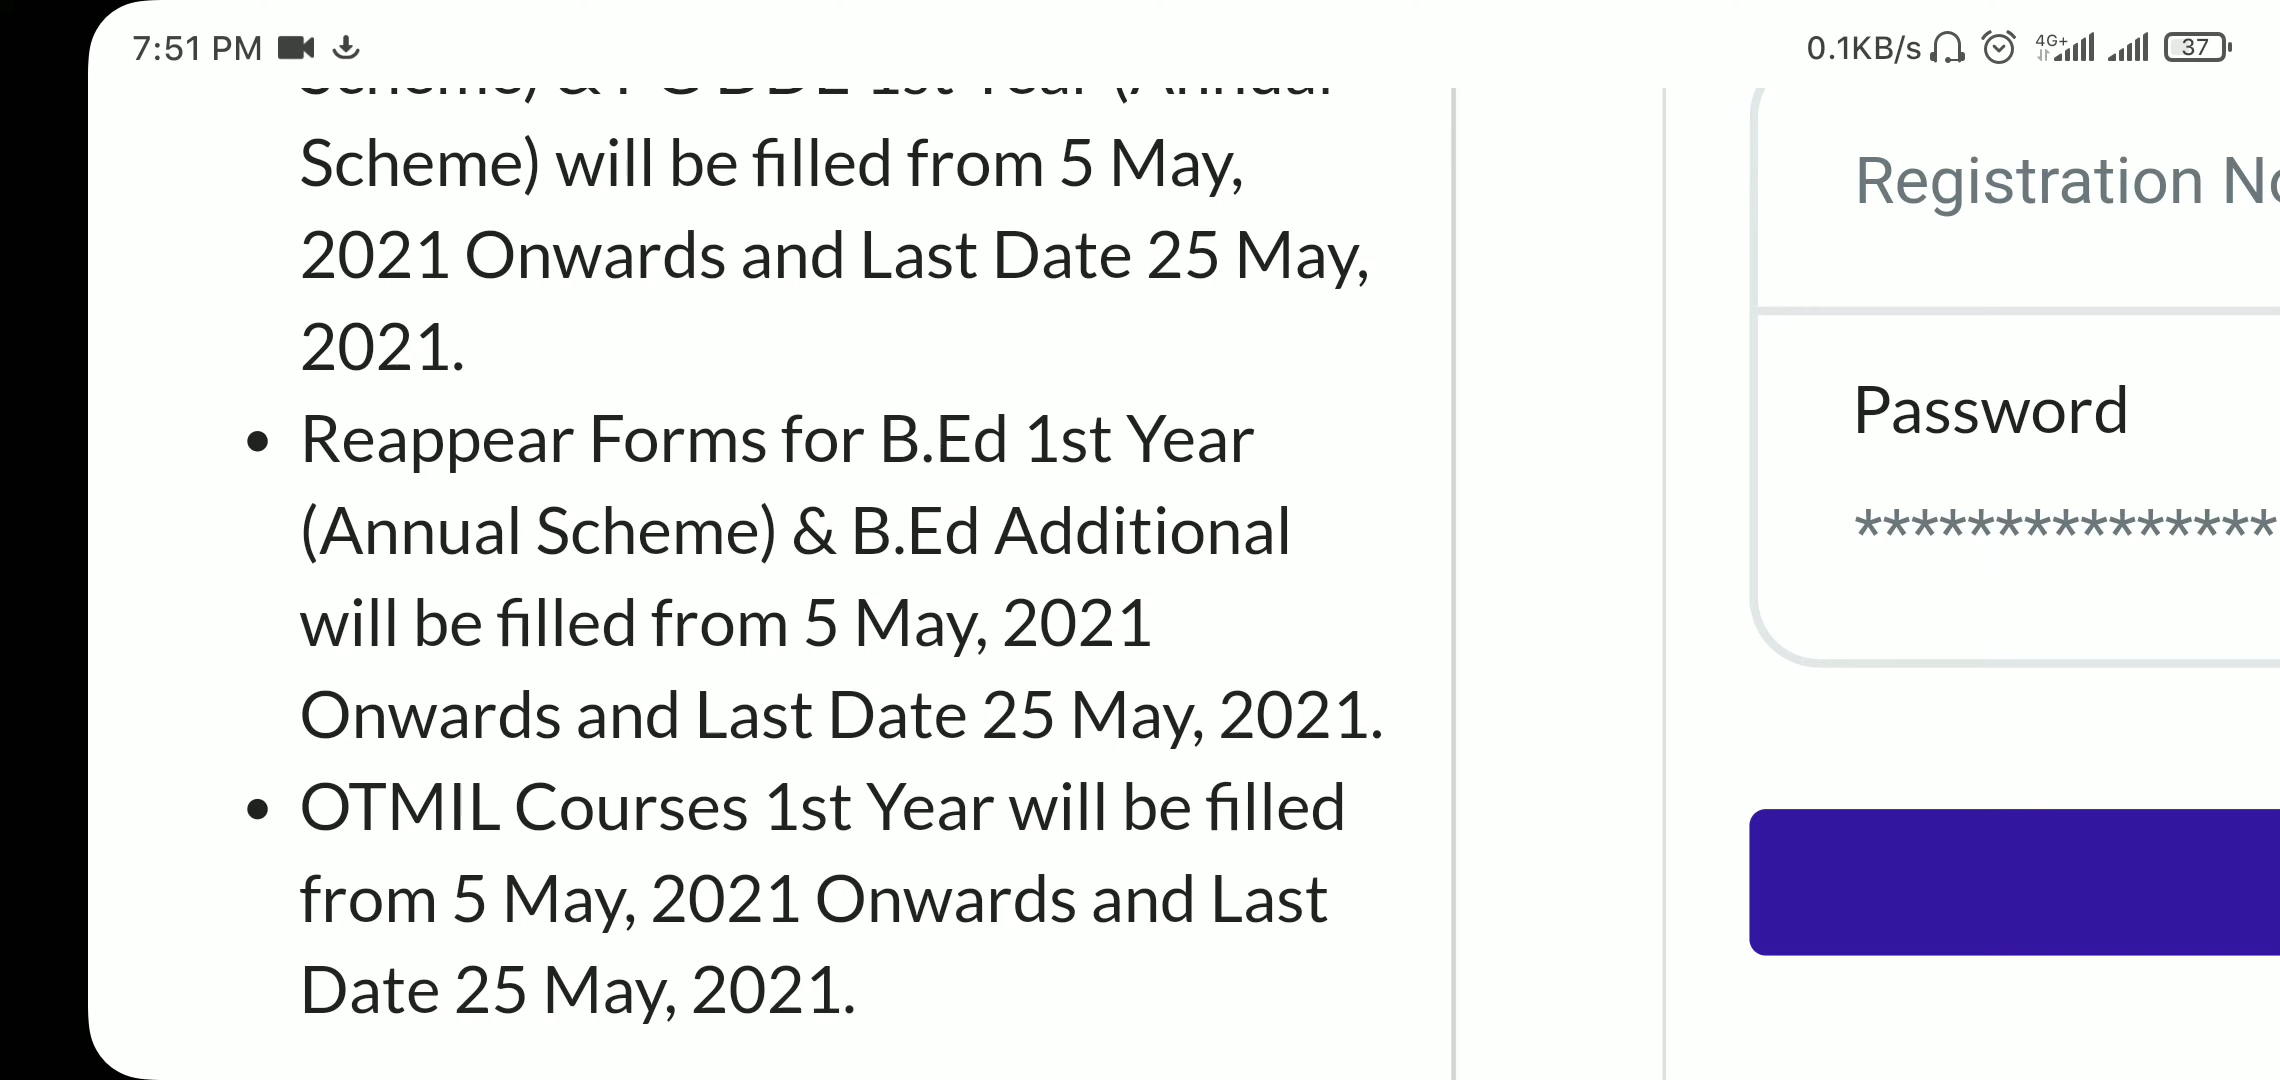 7:51 PM
0.1KB/s 4G+ 37
1st Year (Annual
Scheme) will be filled from 5 May,
2021 Onwards and Last Date 25 May,
2021.
• Reappear Forms for B.Ed 1st Year
(Annual Scheme) & B.Ed Additional
will be filled from 5 May, 2021
Onwards and Last Date 25 May, 2021.
• OTMIL Courses 1st Year will be filled
from 5 May, 2021 Onwards and Last
Date 25 May, 2021.
Registration
Password
***************